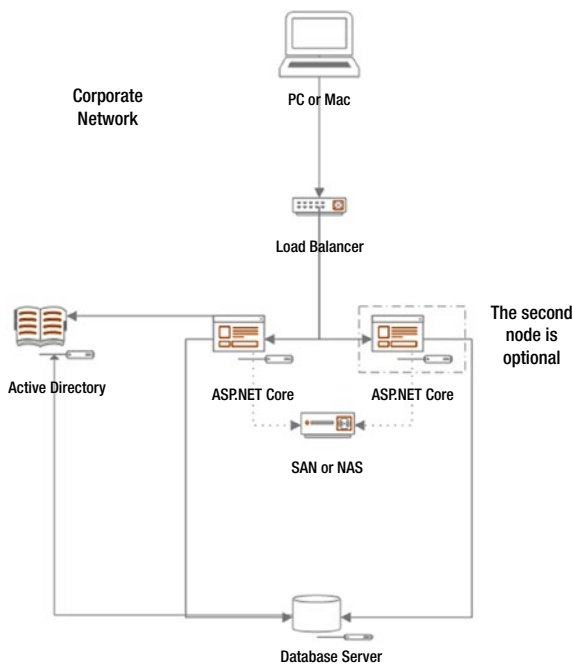 Corporate
Network
PC or Mac
Load Balancer
The second
node is
optional
Active Directory
ASP.NET Core
ASP.NET Core
SAN or NAS
Database Server